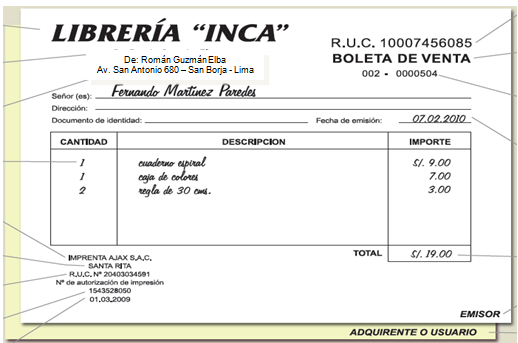 LIBRERÍA “INCA”
De: Román Guzmán Elba
Av. San Antonio 680 – San Borja - Lima
R.U.C. 10007456085
BOLETA DE VENTA
002 - 0000504
Señor (es): Fernando Martínez Paredes
Dirección:
Documento de identidad: Fecha de emisión: 07.02.2010
CANTIDAD DESCRIPCION IMPORTE
1 cuaderno espiral S/. 9.00
1 caja de colores 7.00
2 regla de 30 cms. 3.00
TOTAL S/. 19.00
IMPRENTA AJAX S.A.C.
SANTA RITA
R.U.C. Nº 20403034591
Nº de autorización de impresión
1543528050
01.03.2009
EMISOR
ADQUIRENTE O USUARIO